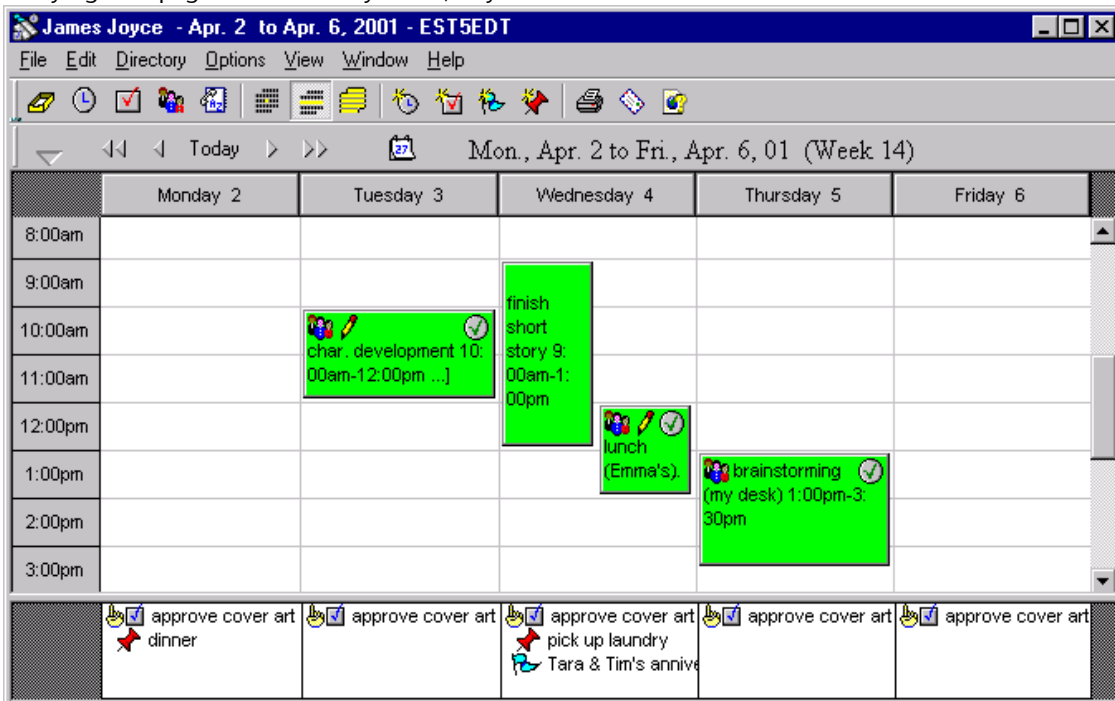 James Joyce - Apr. 2 to Apr. 6, 2001 - EST5EDT
File Edit Directory Options View Window Help
Today
27
Mon., Apr. 2 to Fri., Apr. 6, 01 (Week 14)
Monday 2 Tuesday 3 Wednesday 4 Thursday 5 Friday 6
8:00am
9:00am
10:00am
11:00am
12:00pm
1:00pm
2:00pm
3:00pm
char. development 10:
00am-12:00pm ...]
finish
short
story 9:
00am-1:
00pm
lunch
(Emma's).
brainstorming
(my desk) 1:00pm-3:
30pm
approve cover art
dinner
approve cover art
approve cover art
pick up laundry
Tara & Tim's annive
approve cover art
approve cover art